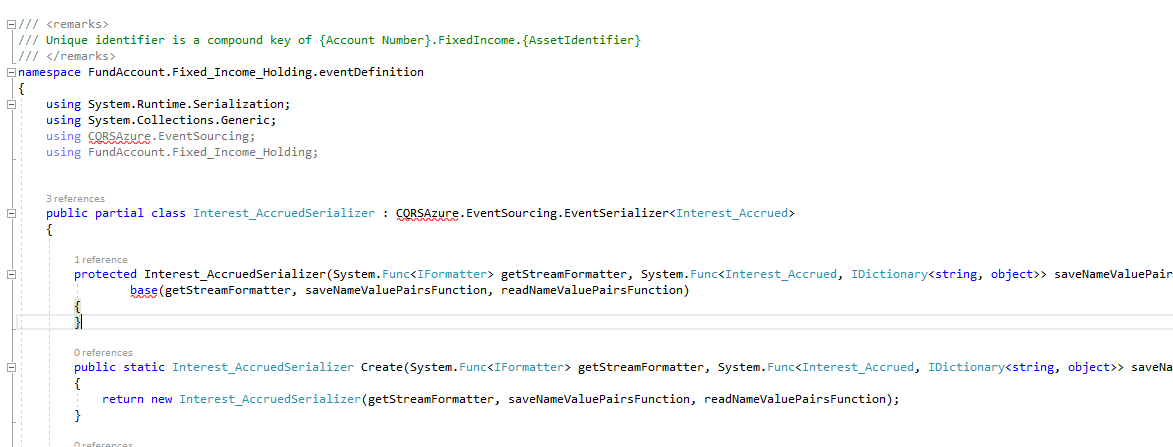 /// <remarks>
/// Unique identifier is a compound key of {Account Number}.FixedIncome.{AssetIdentifier}
/// </remarks>
namespace FundAccount.Fixed_Income_Holding.eventDefinition
{
using System.Runtime.Serialization;
using System.Collections.Generic;
using CQRSAzure.EventSourcing;
using FundAccount.Fixed_Income_Holding;
3 references
public partial class Interest_AccruedSerializer : CQRSAzure.EventSourcing.EventSerializer<Interest_Accrued>
{
1 reference
protected Interest_AccruedSerializer(System.Func<IFormatter> getStreamFormatter, System.Func<Interest_Accrued, IDictionary<string, object>> saveNameValuePair
base(getStreamFormatter, saveNameValuePairsFunction, readNameValuePairsFunction)
{
}
0 references
public static Interest_AccruedSerializer Create(System.Func<IFormatter> getStreamFormatter, System.Func<Interest_Accrued, IDictionary<string, object>> saveNa
{
return new Interest_AccruedSerializer(getStreamFormatter, saveNameValuePairsFunction, readNameValuePairsFunction);
}
0 references